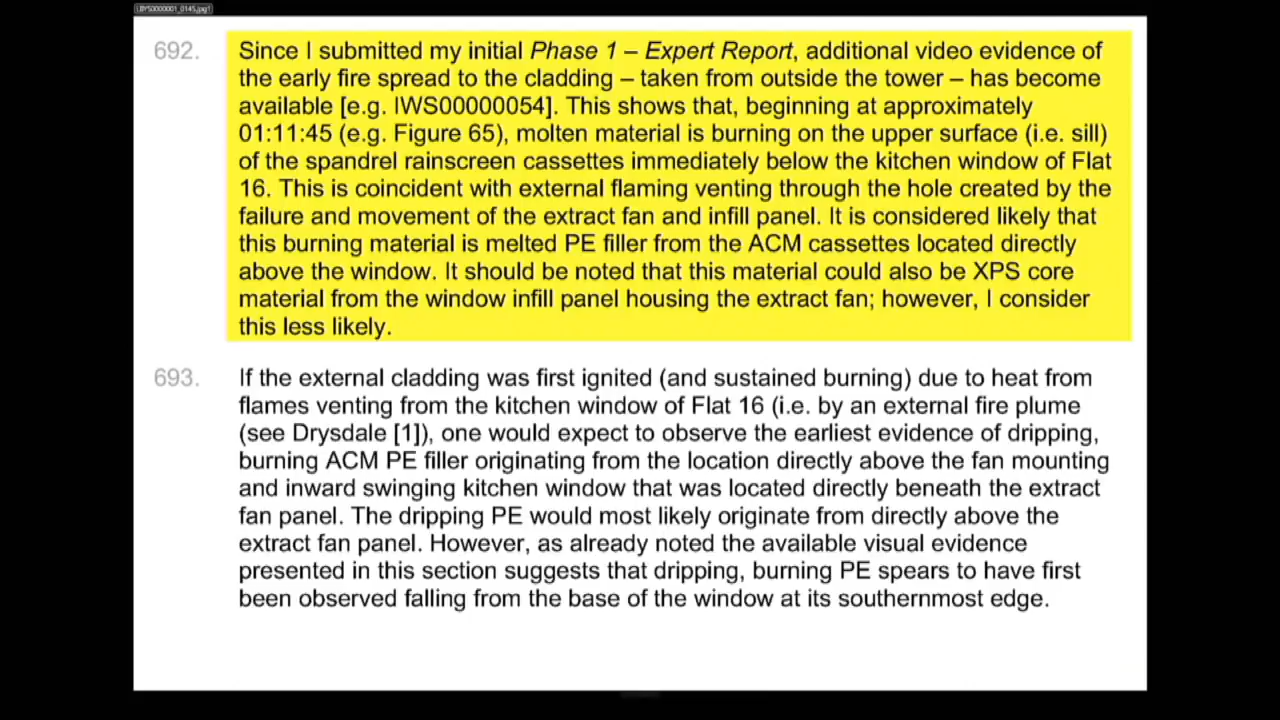 LBYS0000001_0145.jpg1
692. Since I submitted my initial Phase 1 – Expert Report, additional video evidence of
the early fire spread to the cladding – taken from outside the tower – has become
available [e.g. IWS00000054]. This shows that, beginning at approximately
01:11:45 (e.g. Figure 65), molten material is burning on the upper surface (i.e. sill)
of the spandrel rainscreen cassettes immediately below the kitchen window of Flat
16. This is coincident with external flaming venting through the hole created by the
failure and movement of the extract fan and infill panel. It is considered likely that
this burning material is melted PE filler from the ACM cassettes located directly
above the window. It should be noted that this material could also be XPS core
material from the window infill panel housing the extract fan; however, I consider
this less likely.
693. If the external cladding was first ignited (and sustained burning) due to heat from
flames venting from the kitchen window of Flat 16 (i.e. by an external fire plume
(see Drysdale [1]), one would expect to observe the earliest evidence of dripping,
burning ACM PE filler originating from the location directly above the fan mounting
and inward swinging kitchen window that was located directly beneath the extract
fan panel. The dripping PE would most likely originate from directly above the
extract fan panel. However, as already noted the available visual evidence
presented in this section suggests that dripping, burning PE spears to have first
been observed falling from the base of the window at its southernmost edge.